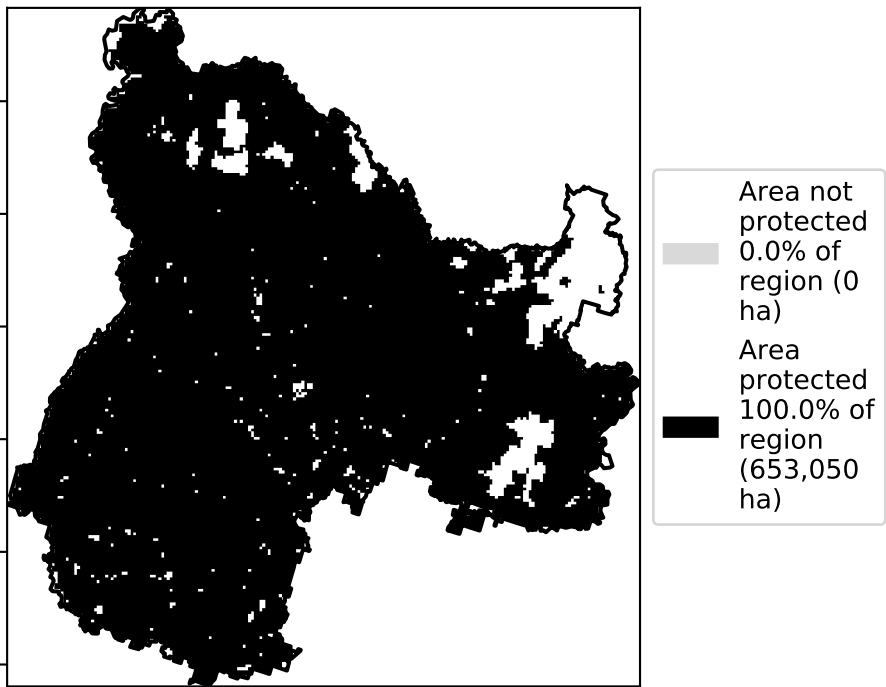 Area not
protected
0.0% of
region (0
ha)
Area
protected
100.0% of
region
(653,050
ha)